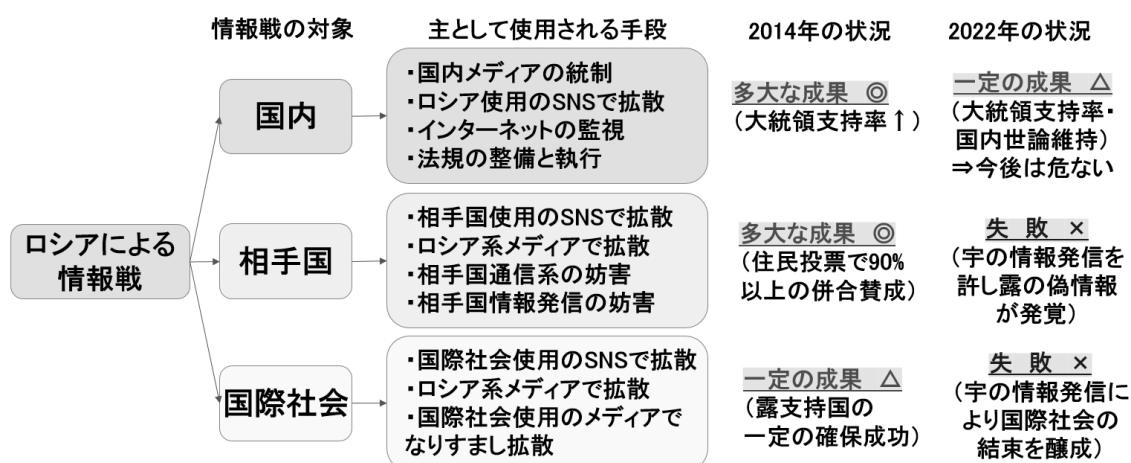 情報戦の対象
主として使用される手段
2014年の状況
2022年の状況
ロシアによる
情報戦
国内
・国内メディアの統制
・ロシア使用のSNSで拡散
・インターネットの監視
・法規の整備と執行
多大な成果 ◎
(大統領支持率↑)
一定の成果 △
(大統領支持率・
国内世論維持)
⇒今後は危ない
相手国
・相手国使用のSNSで拡散
・ロシア系メディアで拡散
・相手国通信系の妨害
・相手国情報発信の妨害
多大な成果 ◎
(住民投票で90%
以上の併合賛成)
失 敗 ×
(宇の情報発信を
許し露の偽情報
が発覚)
国際社会
・国際社会使用のSNSで拡散
・ロシア系メディアで拡散
・国際社会使用のメディアで
なりすまし拡散
一定の成果 △
(露支持国の
一定の確保成功)
失 敗 ×
(宇の情報発信に
より国際社会の
結束を醸成)